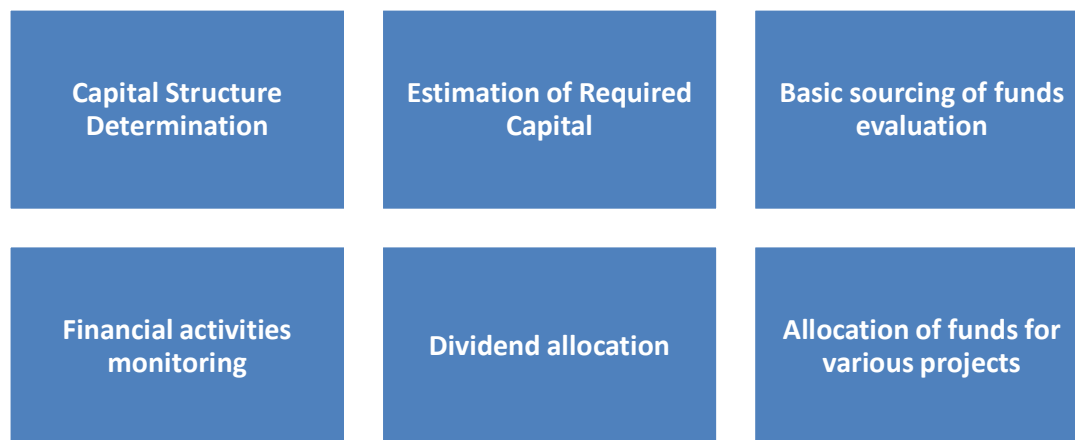 Capital Structure
Determination
Estimation of Required
Capital
Basic sourcing of funds
evaluation
Financial activities
monitoring
Dividend allocation
Allocation of funds for
various projects